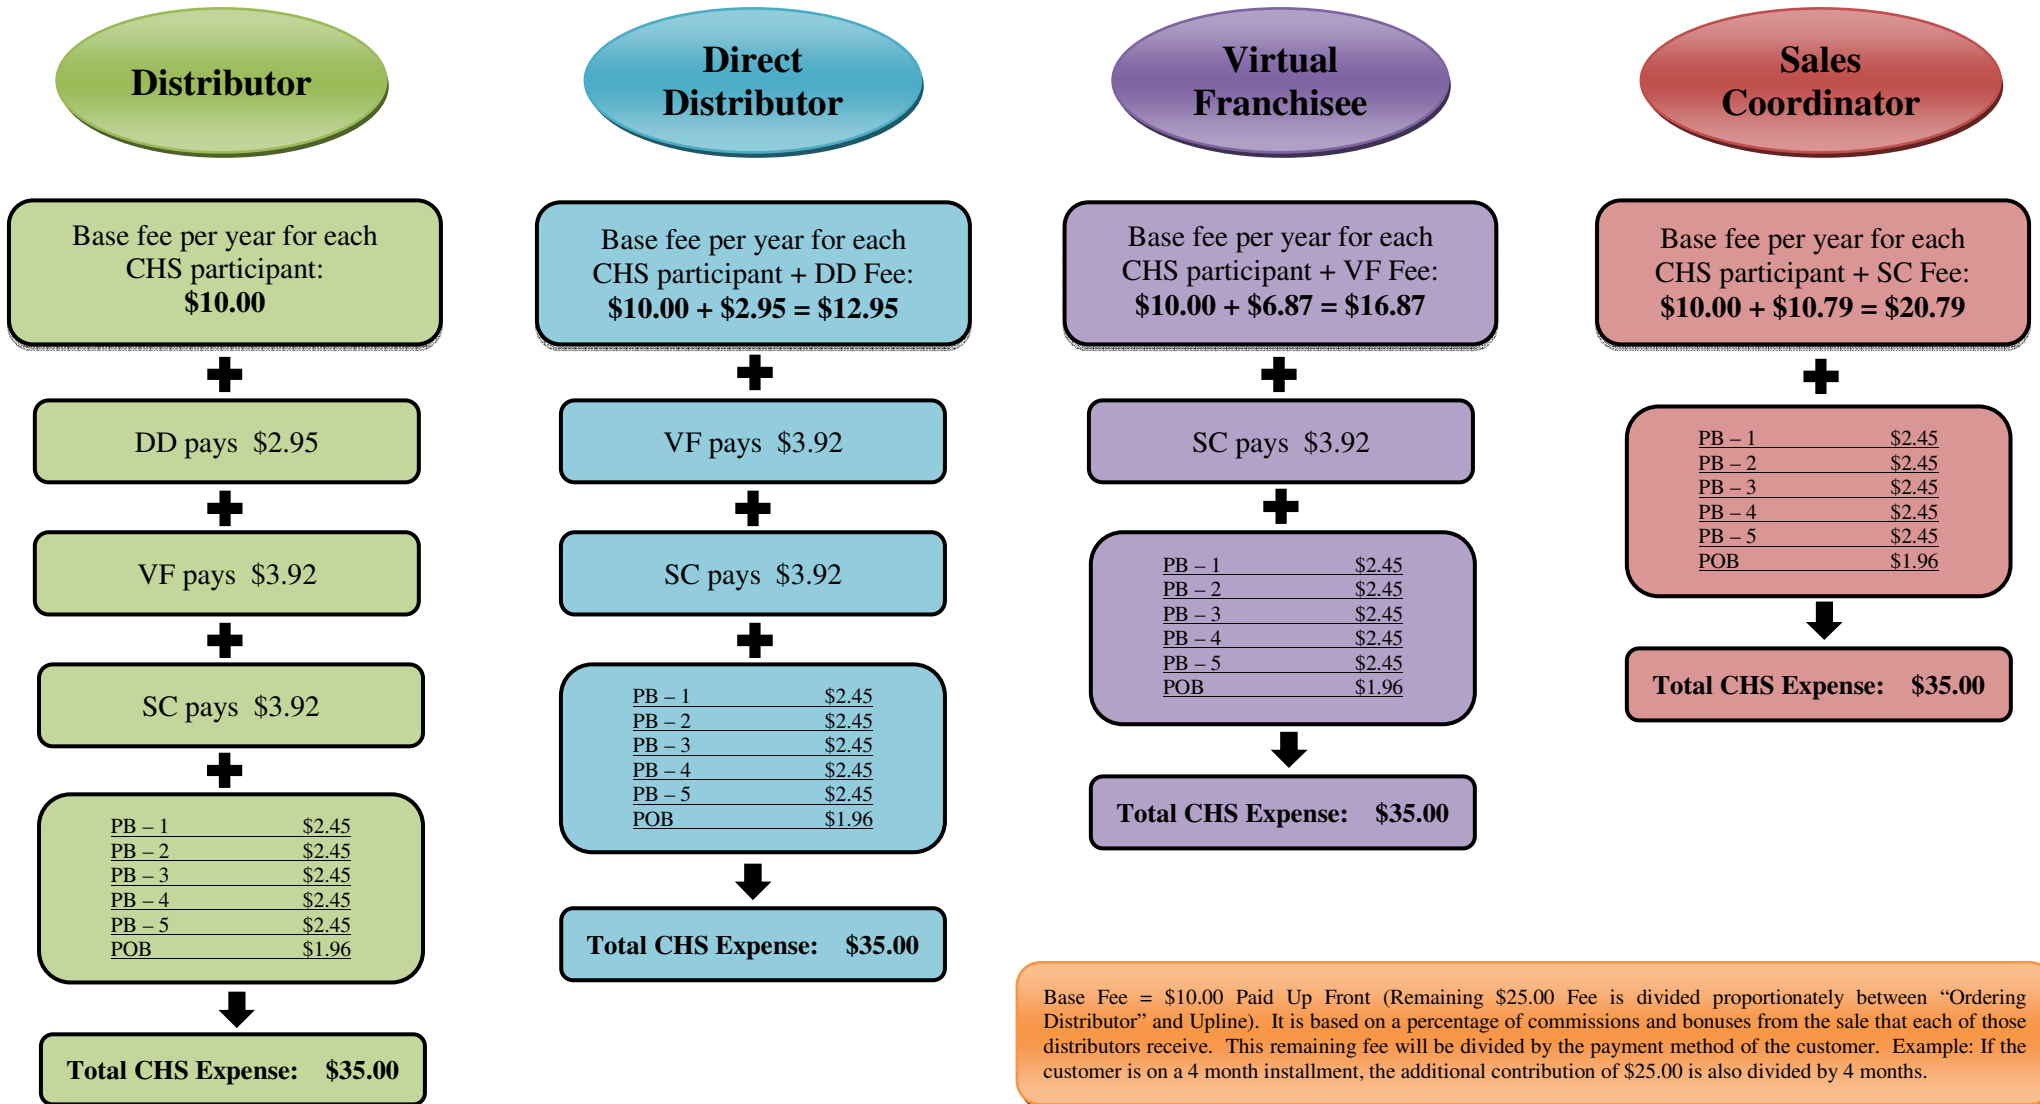 Distributor
Base fee per year for each
CHS participant:
$10.00
DD pays $2.95
VF pays $3.92
SC pays $3.92
PB – 1 $2.45
PB – 2 $2.45
PB – 3 $2.45
PB – 4 $2.45
PB – 5 $2.45
POB $1.96
Total CHS Expense: $35.00
Direct
Distributor
Base fee per year for each
CHS participant + DD Fee:
$10.00 + $2.95 = $12.95
VF pays $3.92
SC pays $3.92
PB – 1 $2.45
PB – 2 $2.45
PB – 3 $2.45
PB – 4 $2.45
PB – 5 $2.45
POB $1.96
Total CHS Expense: $35.00
Virtual
Franchisee
Base fee per year for each
CHS participant + VF Fee:
$10.00 + $6.87 = $16.87
SC pays $3.92
PB – 1 $2.45
PB – 2 $2.45
PB – 3 $2.45
PB – 4 $2.45
PB – 5 $2.45
POB $1.96
Total CHS Expense: $35.00
Sales
Coordinator
Base fee per year for each
CHS participant + SC Fee:
$10.00 + $10.79 = $20.79
PB – 1 $2.45
PB – 2 $2.45
PB – 3 $2.45
PB – 4 $2.45
PB – 5 $2.45
POB $1.96
Total CHS Expense: $35.00
Base Fee = $10.00 Paid Up Front (Remaining $25.00 Fee is divided proportionately between “Ordering
Distributor” and Upline). It is based on a percentage of commissions and bonuses from the sale that each of those
distributors receive. This remaining fee will be divided by the payment method of the customer. Example: If the
customer is on a 4 month installment, the additional contribution of $25.00 is also divided by 4 months.